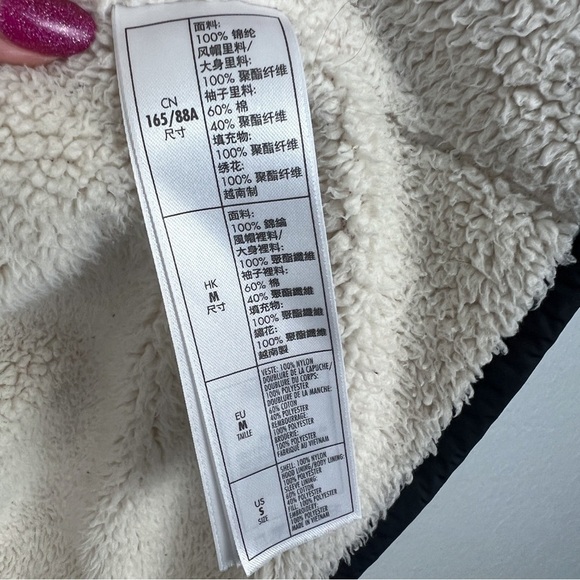 CN
165/88A
尺寸
面料:
100% 锦纶
风帽里料/
大身里料:
100% 聚酯纤维
袖子里料:
60% 棉
40% 聚酯纤维
填充物:
100% 聚酯纤维
绣花:
100% 聚酯纤维
越南制
HK
M
尺寸
面料:
100% 錦綸
風帽裡料/
大身裡料:
100% 聚酯纖維
袖子裡料:
60% 棉
40% 聚酯纖維
填充物:
100% 聚酯纖維
鏽花:
100% 聚酯纖維
越南製
EU
M
TAILLE
VESTE: 100% NYLON
DOUBLURE DE LA CAPUCHE/
DOUBLURE DU CORPS:
100% POLYESTER
DOUBLURE DE LA MANCHE:
60% COTON
40% POLYESTER
REMBOURRAGE:
100% POLYESTER
BRODERIE:
100% POLYESTER
FABRIQUÉ AU VIETNAM
US
S
SIZE
SHELL: 100% NYLON
HOOD LINING/BODY LINING:
100% POLYESTER
SLEEVE LINING:
60% COTTON
40% POLYESTER
FILL: 100% POLYESTER
EMBROIDERY:
100% POLYESTER
MADE IN VIETNAM